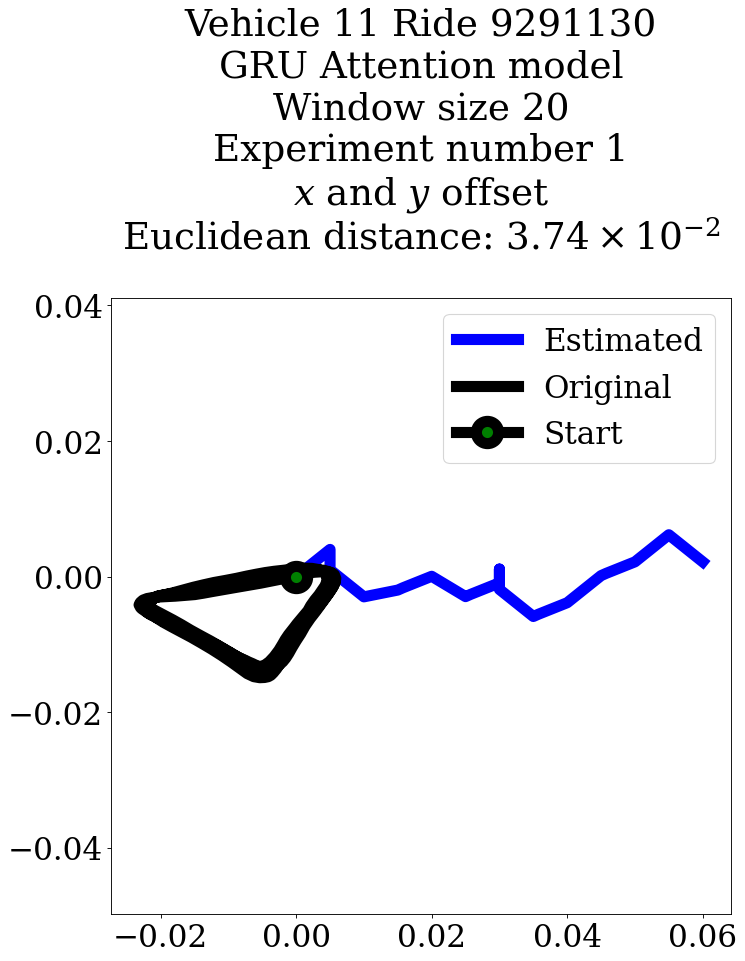 Vehicle 11 Ride 9291130
GRU Attention model
Window size 20
Experiment number 1
x and y offset
Euclidean distance: 3.74 × 10⁻²
Estimated
Original
Start
0.04
0.02
0.00
−0.02
−0.04
−0.02 0.00 0.02 0.04 0.06